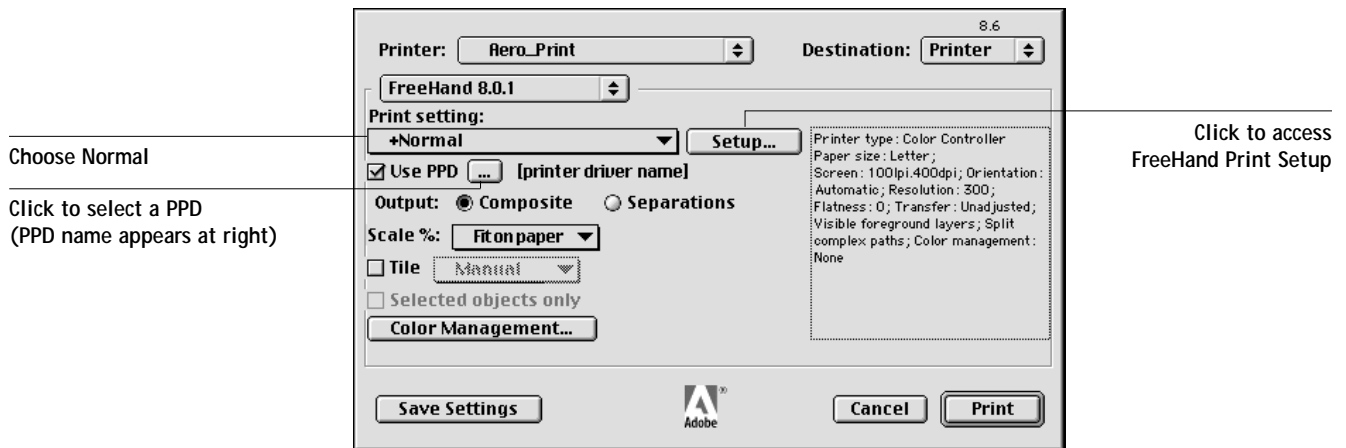 8.6
Printer: Aero_Print Destination: Printer
FreeHand 8.0.1
Print setting:
+Normal Setup...
Choose Normal
Click to access
FreeHand Print Setup
Use PPD ... [printer driver name]
Click to select a PPD
(PPD name appears at right)
Output: Composite Separations
Scale %: Fit on paper
Tile Manual
Selected objects only
Color Management...
Printer type: Color Controller
Paper size: Letter;
Screen: 100lpi.400dpi; Orientation:
Automatic; Resolution: 300;
Flatness: 0; Transfer: Unadjusted;
Visible foreground layers; Split
complex paths; Color management:
None
Save Settings
Adobe ®
Cancel Print